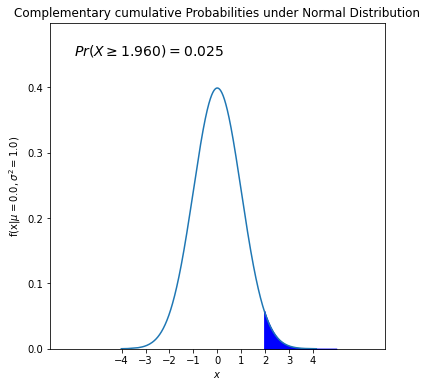 Complementary cumulative Probabilities under Normal Distribution
Pr(X ≥ 1.960) = 0.025
0.4
0.3
0.2
0.1
0.0
f(x|μ = 0.0, σ² = 1.0)
−4 −3 −2 −1 0 1 2 3 4
x